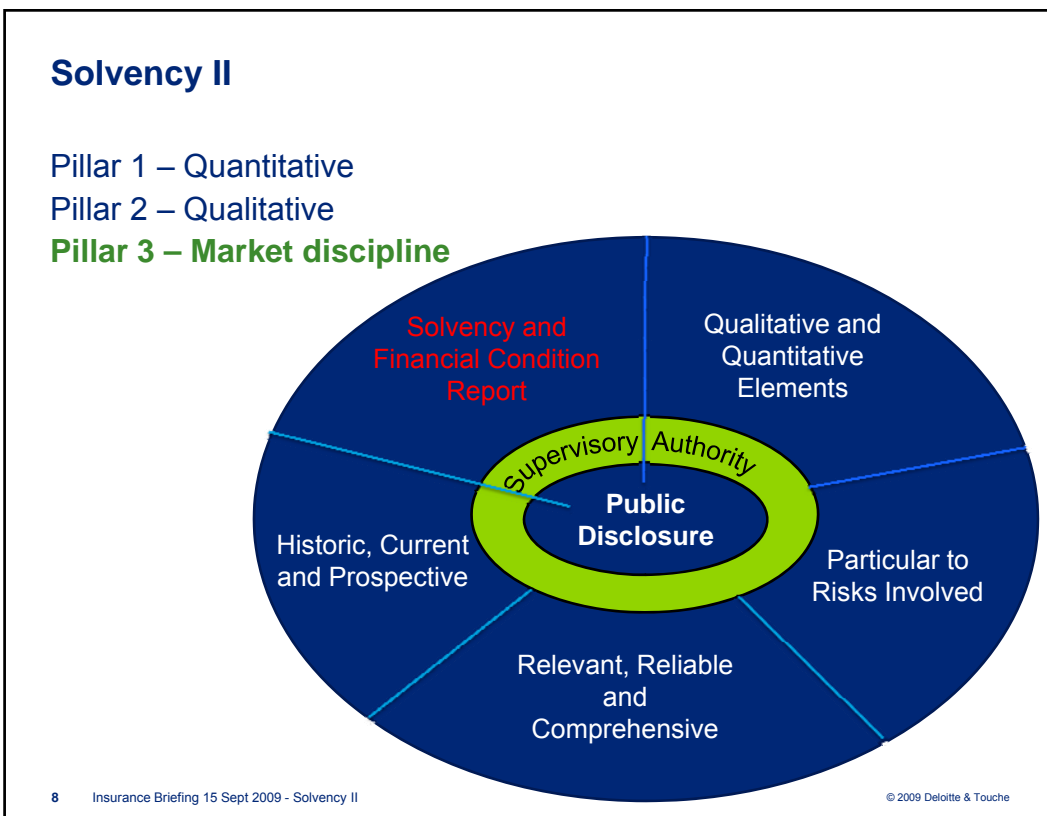 Solvency II
Pillar 1 – Quantitative
Pillar 2 – Qualitative
Pillar 3 – Market discipline
Solvency and
Financial Condition
Report
Qualitative and
Quantitative
Elements
Supervisory Authority
Public
Disclosure
Historic, Current
and Prospective
Particular to
Risks Involved
Relevant, Reliable
and
Comprehensive
8 Insurance Briefing 15 Sept 2009 - Solvency II
© 2009 Deloitte & Touche